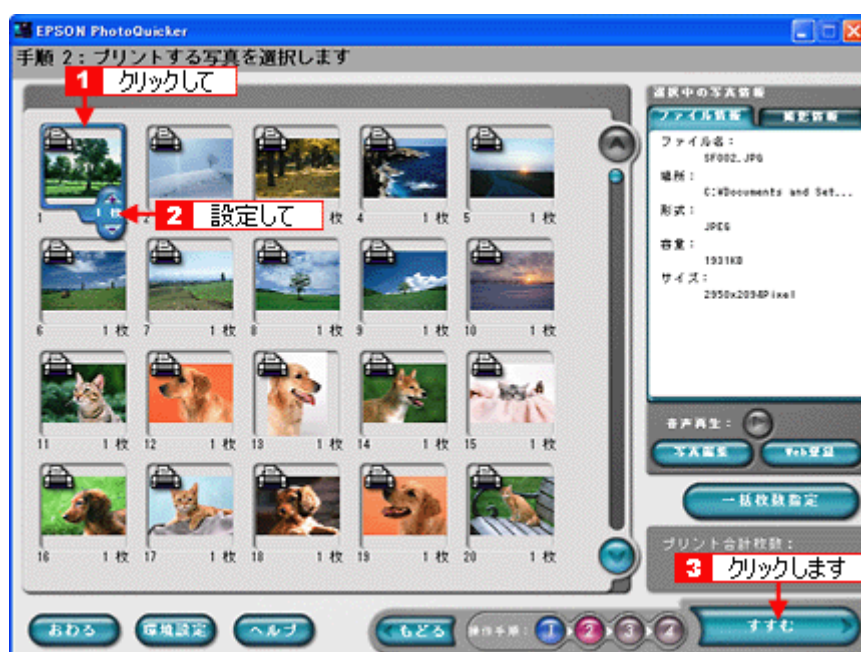 EPSON PhotoQuicker
手順 2：プリントする写真を選択します
1 クリックして
選択中の写真情報
ファイル情報 撮影情報
ファイル名：
SF002.JPG
場所：
C:¥Documents and Set...
形式：
JPEG
容量：
1931KB
サイズ：
2950x2094Pixel
1 1 枚
2 設定して
枚
4 1 枚
5 1 枚
6 1 枚
7 1 枚
8 1 枚
9 1 枚
10 1 枚
11 1 枚
12 1 枚
13 1 枚
14 1 枚
15 1 枚
16 1 枚
17 1 枚
18 1 枚
19 1 枚
20 1 枚
音声再生：
写真編集 Web登録
一括枚数指定
プリント合計枚数：
3 クリックします
おわる 環境設定 ヘルプ もどる 操作手順： 1 2 3 4 すすむ